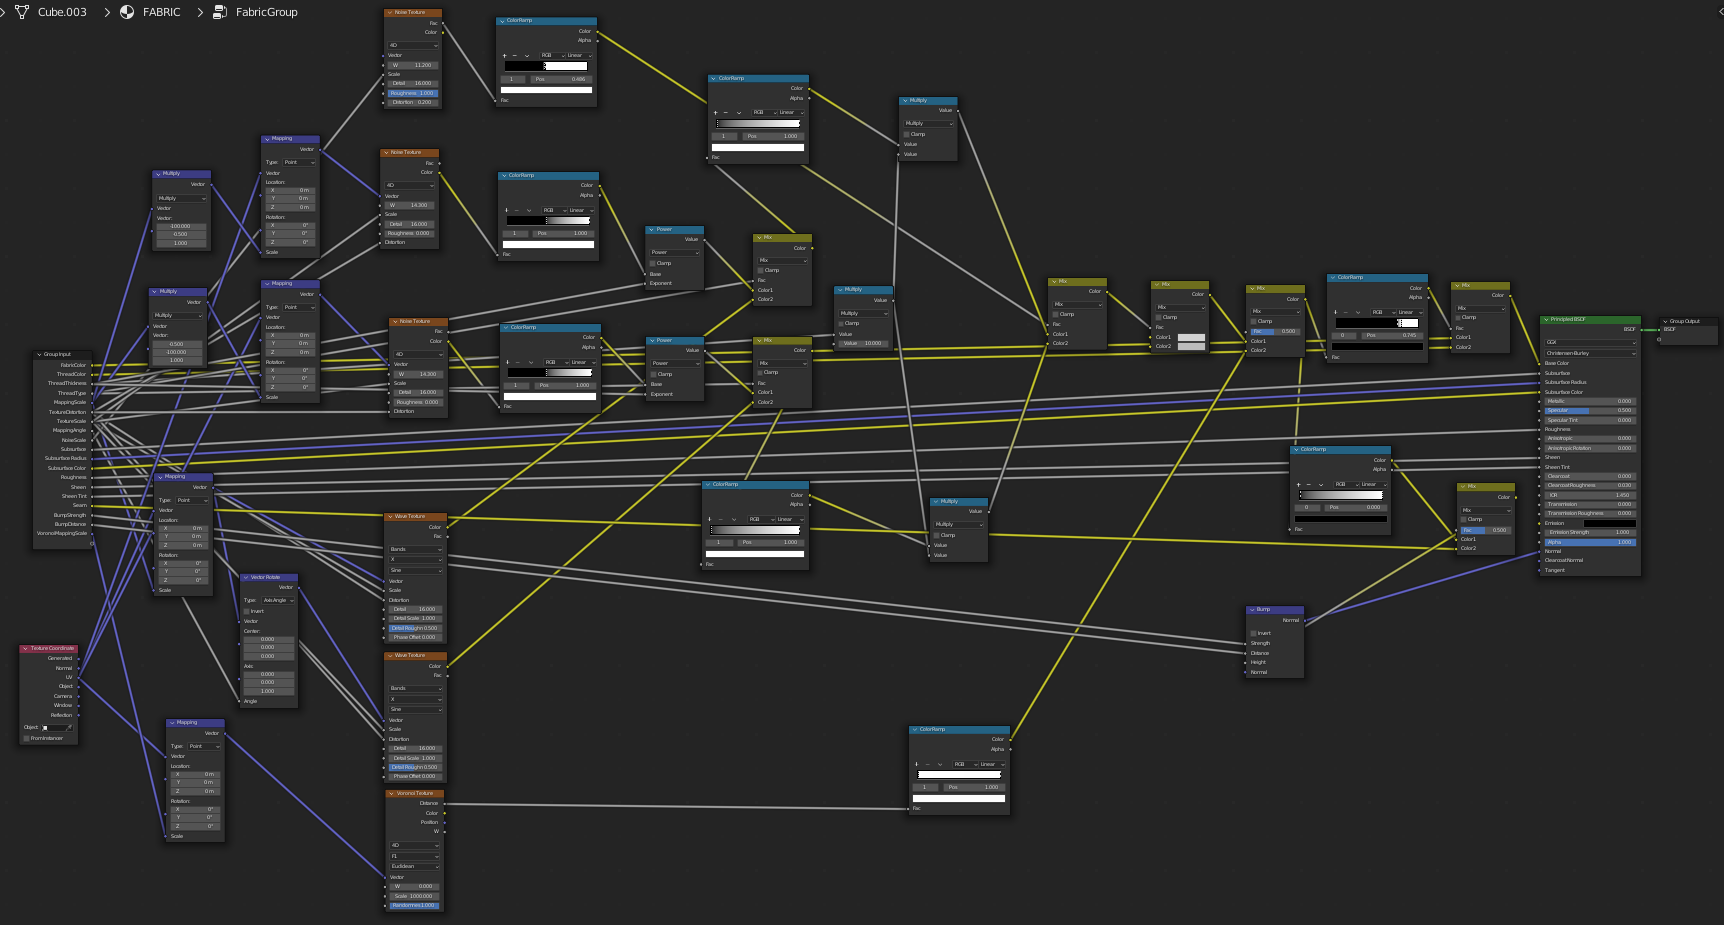 Cube.003 > FABRIC > FabricGroup
Noise Texture
Fac
Color
4D
Vector
W 11.200
Scale
Detail 16.000
Roughness 1.000
Distortion 0.200
ColorRamp
Color
Alpha
RGB Linear
1 Pos 0.486
Fac
ColorRamp
Color
Alpha
RGB Linear
1 Pos 1.000
Fac
Multiply
Value
Multiply
Clamp
Value
Value
Mapping
Vector
Type: Point
Vector
Location:
X 0 m
Y 0 m
Z 0 m
Rotation:
X 0°
Y 0°
Z 0°
Scale
Multiply
Vector
Multiply
Vector
Vector:
-100.000
-0.500
1.000
Noise Texture
Fac
Color
4D
Vector
W 14.300
Scale
Detail 16.000
Roughness 0.000
Distortion
ColorRamp
Color
Alpha
RGB Linear
1 Pos 1.000
Fac
Power
Value
Power
Clamp
Base
Exponent
Mix
Color
Mix
Clamp
Fac
Color1
Color2
Multiply
Vector
Multiply
Vector
Vector:
-0.500
-100.000
1.000
Mapping
Vector
Type: Point
Vector
Location:
X 0 m
Y 0 m
Z 0 m
Rotation:
X 0°
Y 0°
Z 0°
Scale
Noise Texture
Fac
Color
4D
Vector
W 14.300
Scale
Detail 16.000
Roughness 0.000
Distortion
ColorRamp
Color
Alpha
RGB Linear
1 Pos 1.000
Fac
Power
Value
Power
Clamp
Base
Exponent
Mix
Color
Mix
Clamp
Fac
Color1
Color2
Multiply
Value
Multiply
Clamp
Value
Value 10.000
Mix
Color
Mix
Clamp
Fac
Color1
Color2
Mix
Color
Mix
Clamp
Fac
Color1
Color2
Mix
Color
Mix
Clamp
Fac 0.500
Color1
Color2
ColorRamp
Color
Alpha
RGB Linear
0 Pos 0.745
Fac
Mix
Color
Mix
Clamp
Fac
Color1
Color2
Principled BSDF
BSDF
GGX
Christensen-Burley
Base Color
Subsurface
Subsurface Radius
Subsurface Color
Metallic 0.000
Specular 0.500
Specular Tint 0.000
Roughness
Anisotropic 0.000
Anisotropic Rotation 0.000
Sheen
Sheen Tint
Clearcoat 0.000
Clearcoat Roughness 0.030
IOR 1.450
Transmission 0.000
Transmission Roughness 0.000
Emission
Emission Strength 1.000
Alpha 1.000
Normal
Clearcoat Normal
Tangent
Group Output
BSDF
Group Input
FabricColor
ThreadColor
ThreadThickness
ThreadType
MappingScale
TextureDistortion
TextureScale
MappingAngle
NoiseScale
Subsurface
Subsurface Radius
Subsurface Color
Roughness
Sheen
Sheen Tint
Seam
BumpStrength
BumpDistance
VoronoiMappingScale
Mapping
Vector
Type: Point
Vector
Location:
X 0 m
Y 0 m
Z 0 m
Rotation:
X 0°
Y 0°
Z 0°
Scale
Vector Rotate
Vector
Type: Axis Angle
Invert
Vector
Center:
0.000
0.000
0.000
Axis
0.000
0.000
1.000
Angle
Wave Texture
Color
Fac
Bands
X
Sine
Vector
Scale
Distortion
Detail 16.000
Detail Scale 1.000
Detail Rough 0.500
Phase Offset 0.000
ColorRamp
Color
Alpha
RGB Linear
1 Pos 1.000
Fac
Multiply
Value
Multiply
Clamp
Value
Value
ColorRamp
Color
Alpha
RGB Linear
0 Pos 0.000
Fac
Mix
Color
Mix
Clamp
Fac 0.500
Color1
Color2
Bump
Normal
Invert
Strength
Distance
Height
Normal
Texture Coordinate
Generated
Normal
UV
Object
Camera
Window
Reflection
Object:
From Instancer
Wave Texture
Color
Fac
Bands
X
Sine
Vector
Scale
Distortion
Detail 16.000
Detail Scale 1.000
Detail Rough 0.500
Phase Offset 0.000
Mapping
Vector
Type: Point
Vector
Location:
X 0 m
Y 0 m
Z 0 m
Rotation:
X 0°
Y 0°
Z 0°
Scale
Voronoi Texture
Distance
Color
Position
W
4D
F1
Euclidean
Vector
W 0.000
Scale 1000.000
Randomness 1.000
ColorRamp
Color
Alpha
RGB Linear
1 Pos 1.000
Fac